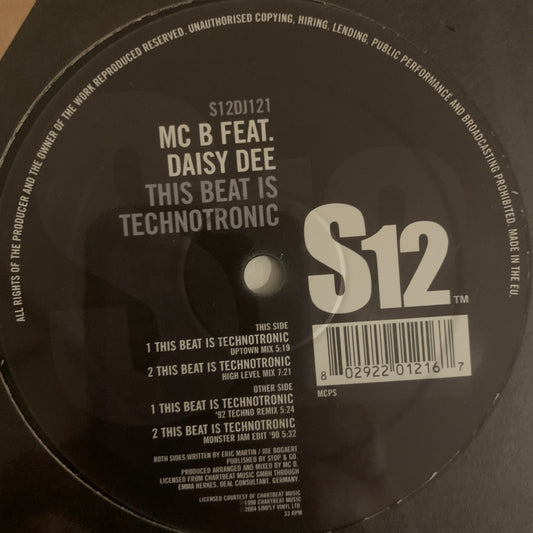 ALL RIGHTS OF THE PRODUCER AND THE OWNER OF THE WORK REPRODUCED RESERVED. UNAUTHORISED COPYING, HIRING, LENDING, PUBLIC PERFORMANCE AND BROADCASTING PROHIBITED. MADE IN THE EU.
S12DJ121
MC B FEAT.
DAISY DEE
THIS BEAT IS
TECHNOTRONIC
S12™
THIS SIDE
1 THIS BEAT IS TECHNOTRONIC
UPTOWN MIX 5:19
2 THIS BEAT IS TECHNOTRONIC
HIGH LEVEL MIX 7:21
OTHER SIDE
1 THIS BEAT IS TECHNOTRONIC
'92 TECHNO REMIX 5:24
2 THIS BEAT IS TECHNOTRONIC
MONSTER JAM EDIT '90 5:32
8 02922 01216 7
MCPS
BOTH SIDES WRITTEN BY ERIC MARTIN / JOE BOGAERT
PUBLISHED BY STOP & GO.
PRODUCED ARRANGED AND MIXED BY MC B.
LICENSED FROM CHARTBEAT MUSIC GMBH THROUGH
EMMA HERKES, DEAL CONSULTANT, GERMANY.
LICENSED COURTESY OF CHARTBEAT MUSIC
℗1990 CHARTBEAT MUSIC
©2004 SIMPLY VINYL LTD
33 RPM